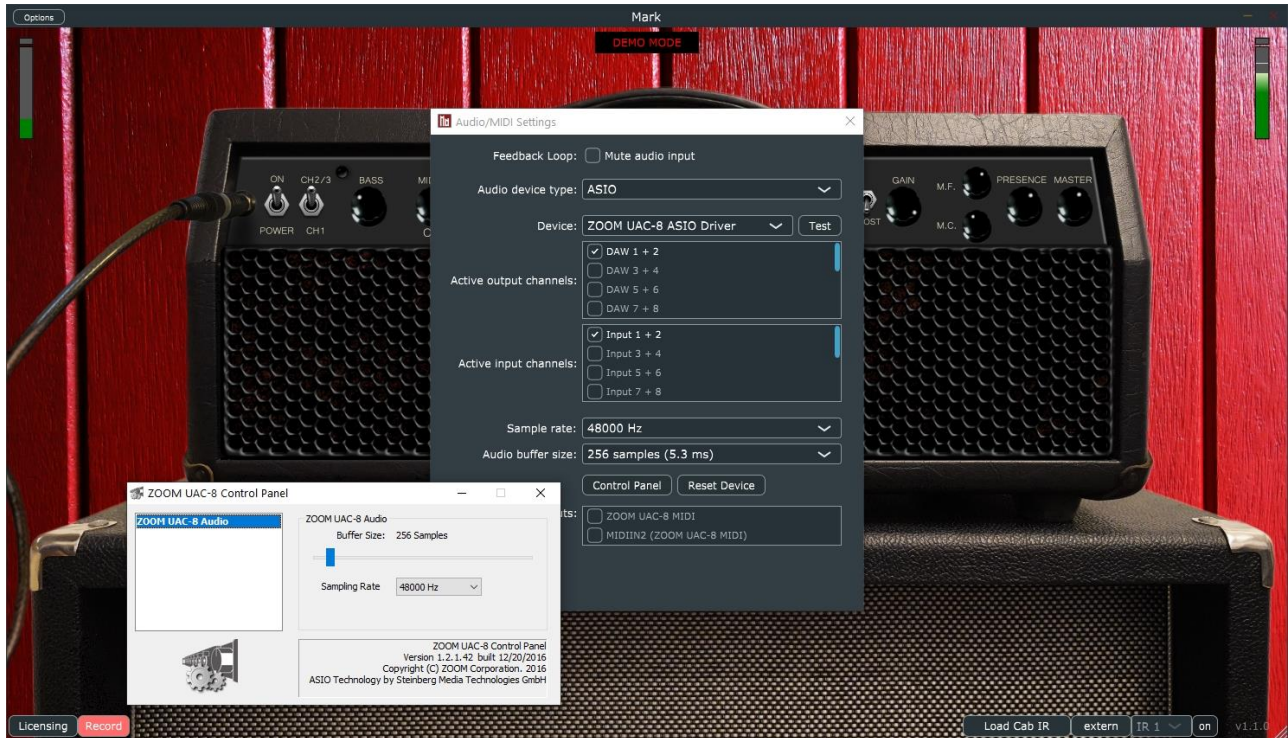 Options
Mark
DEMO MODE
Audio/MIDI Settings
Feedback Loop: Mute audio input
Audio device type: ASIO
Device: ZOOM UAC-8 ASIO Driver Test
Active output channels:
DAW 1 + 2
DAW 3 + 4
DAW 5 + 6
DAW 7 + 8
Active input channels:
Input 1 + 2
Input 3 + 4
Input 5 + 6
Input 7 + 8
Sample rate: 48000 Hz
Audio buffer size: 256 samples (5.3 ms)
Control Panel Reset Device
ZOOM UAC-8 MIDI
MIDIIN2 (ZOOM UAC-8 MIDI)
ON CH2/3 BASS
POWER CH1
GAIN M.F. PRESENCE MASTER
M.C.
ZOOM UAC-8 Control Panel
ZOOM UAC-8 Audio
ZOOM UAC-8 Audio
Buffer Size: 256 Samples
Sampling Rate 48000 Hz
ZOOM UAC-8 Control Panel
Version 1.2.1.42 built 12/20/2016
Copyright (C) ZOOM Corporation. 2016
ASIO Technology by Steinberg Media Technologies GmbH
Licensing Record
Load Cab IR extern IR 1 on v1.1.0